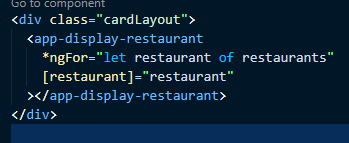 Go to component
<div class="cardLayout">
  <app-display-restaurant
    *ngFor="let restaurant of restaurants"
    [restaurant]="restaurant"
  ></app-display-restaurant>
</div>